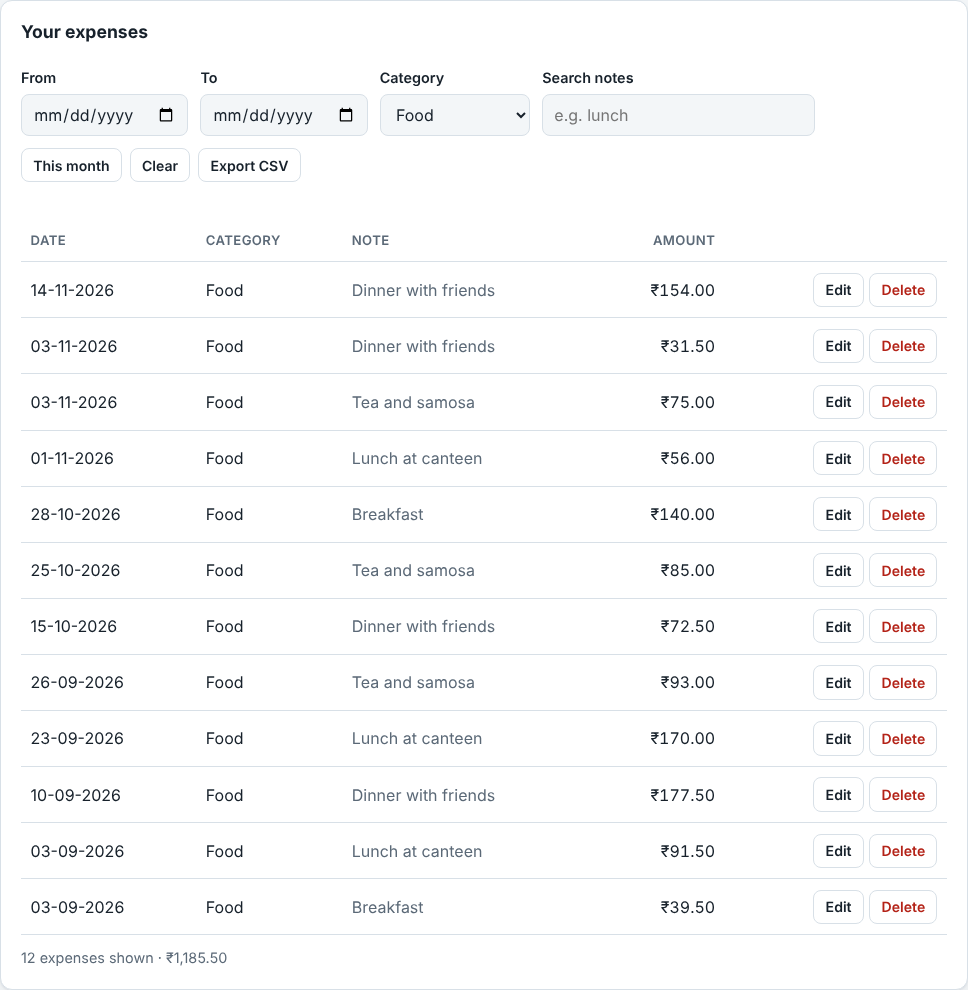 Your expenses
From To Category Search notes
mm/dd/yyyy mm/dd/yyyy Food e.g. lunch
This month Clear Export CSV
DATE CATEGORY NOTE AMOUNT
14-11-2026 Food Dinner with friends ₹154.00 Edit Delete
03-11-2026 Food Dinner with friends ₹31.50 Edit Delete
03-11-2026 Food Tea and samosa ₹75.00 Edit Delete
01-11-2026 Food Lunch at canteen ₹56.00 Edit Delete
28-10-2026 Food Breakfast ₹140.00 Edit Delete
25-10-2026 Food Tea and samosa ₹85.00 Edit Delete
15-10-2026 Food Dinner with friends ₹72.50 Edit Delete
26-09-2026 Food Tea and samosa ₹93.00 Edit Delete
23-09-2026 Food Lunch at canteen ₹170.00 Edit Delete
10-09-2026 Food Dinner with friends ₹177.50 Edit Delete
03-09-2026 Food Lunch at canteen ₹91.50 Edit Delete
03-09-2026 Food Breakfast ₹39.50 Edit Delete
12 expenses shown · ₹1,185.50